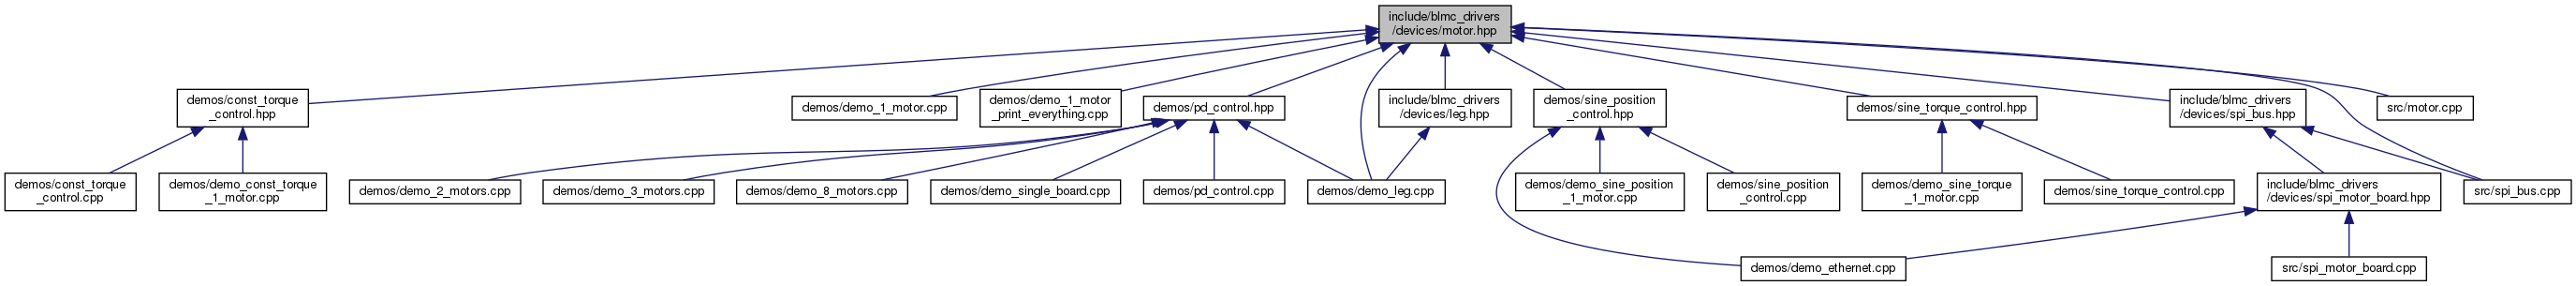 include/blmc_drivers
/devices/motor.hpp
demos/const_torque
_control.hpp
demos/demo_1_motor.cpp
demos/demo_1_motor
_print_everything.cpp
demos/pd_control.hpp
include/blmc_drivers
/devices/leg.hpp
demos/sine_position
_control.hpp
demos/sine_torque_control.hpp
include/blmc_drivers
/devices/spi_bus.hpp
src/motor.cpp
demos/const_torque
_control.cpp
demos/demo_const_torque
_1_motor.cpp
demos/demo_2_motors.cpp
demos/demo_3_motors.cpp
demos/demo_8_motors.cpp
demos/demo_single_board.cpp
demos/pd_control.cpp
demos/demo_leg.cpp
demos/demo_sine_position
_1_motor.cpp
demos/sine_position
_control.cpp
demos/demo_sine_torque
_1_motor.cpp
demos/sine_torque_control.cpp
include/blmc_drivers
/devices/spi_motor_board.hpp
src/spi_bus.cpp
demos/demo_ethernet.cpp
src/spi_motor_board.cpp